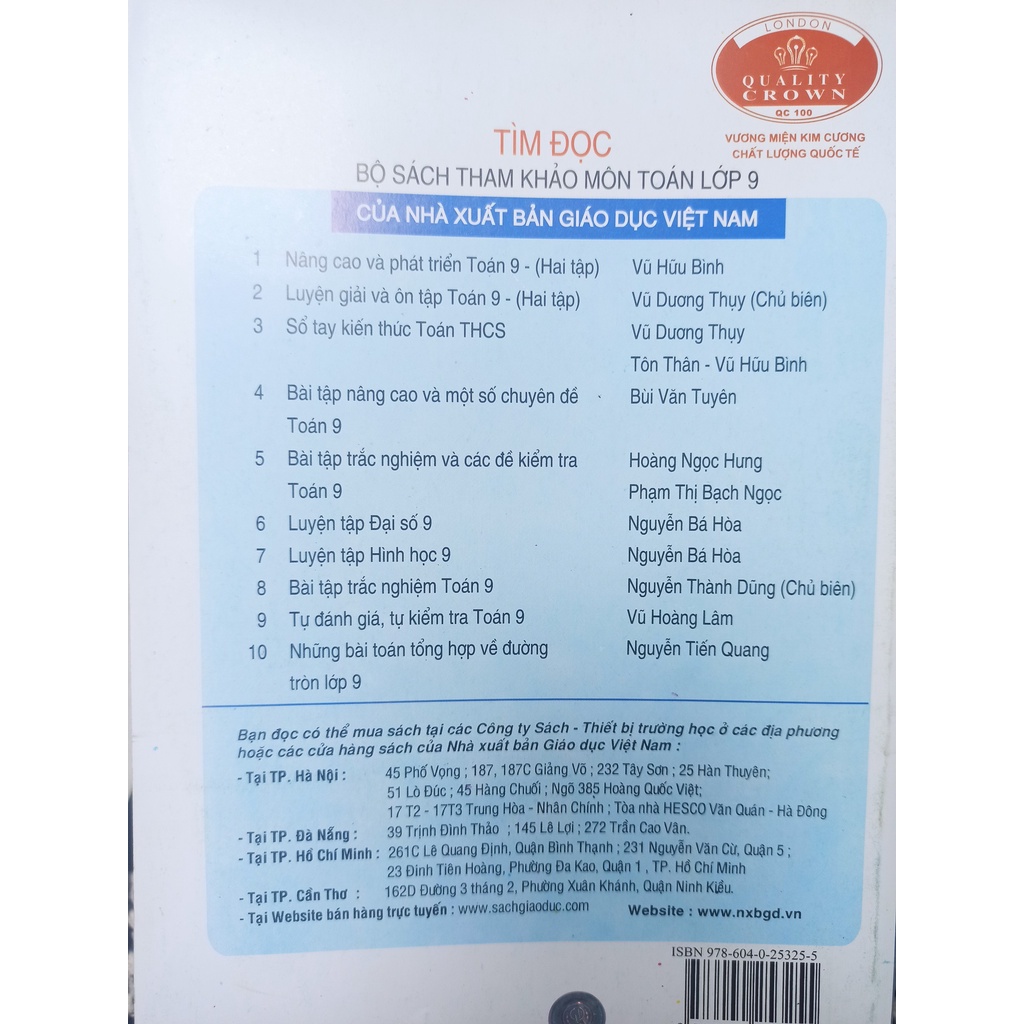 LONDON
QUALITY
CROWN
QC 100
VƯƠNG MIỆN KIM CƯƠNG
CHẤT LƯỢNG QUỐC TẾ
TÌM ĐỌC
BỘ SÁCH THAM KHẢO MÔN TOÁN LỚP 9
CỦA NHÀ XUẤT BẢN GIÁO DỤC VIỆT NAM
1 Nâng cao và phát triển Toán 9 - (Hai tập) Vũ Hữu Bình
2 Luyện giải và ôn tập Toán 9 - (Hai tập) Vũ Dương Thụy (Chủ biên)
3 Sổ tay kiến thức Toán THCS Vũ Dương Thụy
Tôn Thân - Vũ Hữu Bình
4 Bài tập nâng cao và một số chuyên đề Bùi Văn Tuyên
Toán 9
5 Bài tập trắc nghiệm và các đề kiểm tra Hoàng Ngọc Hưng
Toán 9 Phạm Thị Bạch Ngọc
6 Luyện tập Đại số 9 Nguyễn Bá Hòa
7 Luyện tập Hình học 9 Nguyễn Bá Hòa
8 Bài tập trắc nghiệm Toán 9 Nguyễn Thành Dũng (Chủ biên)
9 Tự đánh giá, tự kiểm tra Toán 9 Vũ Hoàng Lâm
10 Những bài toán tổng hợp về đường Nguyễn Tiến Quang
tròn lớp 9
Bạn đọc có thể mua sách tại các Công ty Sách - Thiết bị trường học ở các địa phương
hoặc các cửa hàng sách của Nhà xuất bản Giáo dục Việt Nam :
- Tại TP. Hà Nội : 45 Phố Vọng ; 187, 187C Giảng Võ ; 232 Tây Sơn ; 25 Hàn Thuyên;
51 Lò Đúc ; 45 Hàng Chuối ; Ngõ 385 Hoàng Quốc Việt;
17 T2 - 17T3 Trung Hòa - Nhân Chính ; Tòa nhà HESCO Văn Quán - Hà Đông
- Tại TP. Đà Nẵng : 39 Trịnh Đình Thảo ; 145 Lê Lợi ; 272 Trần Cao Vân.
- Tại TP. Hồ Chí Minh : 261C Lê Quang Định, Quận Bình Thạnh ; 231 Nguyễn Văn Cừ, Quận 5 ;
23 Đinh Tiên Hoàng, Phường Đa Kao, Quận 1 , TP. Hồ Chí Minh
- Tại TP. Cần Thơ : 162D Đường 3 tháng 2, Phường Xuân Khánh, Quận Ninh Kiều.
- Tại Website bán hàng trực tuyến : www.sachgiaoduc.com Website : www.nxbgd.vn
ISBN 978-604-0-25325-5